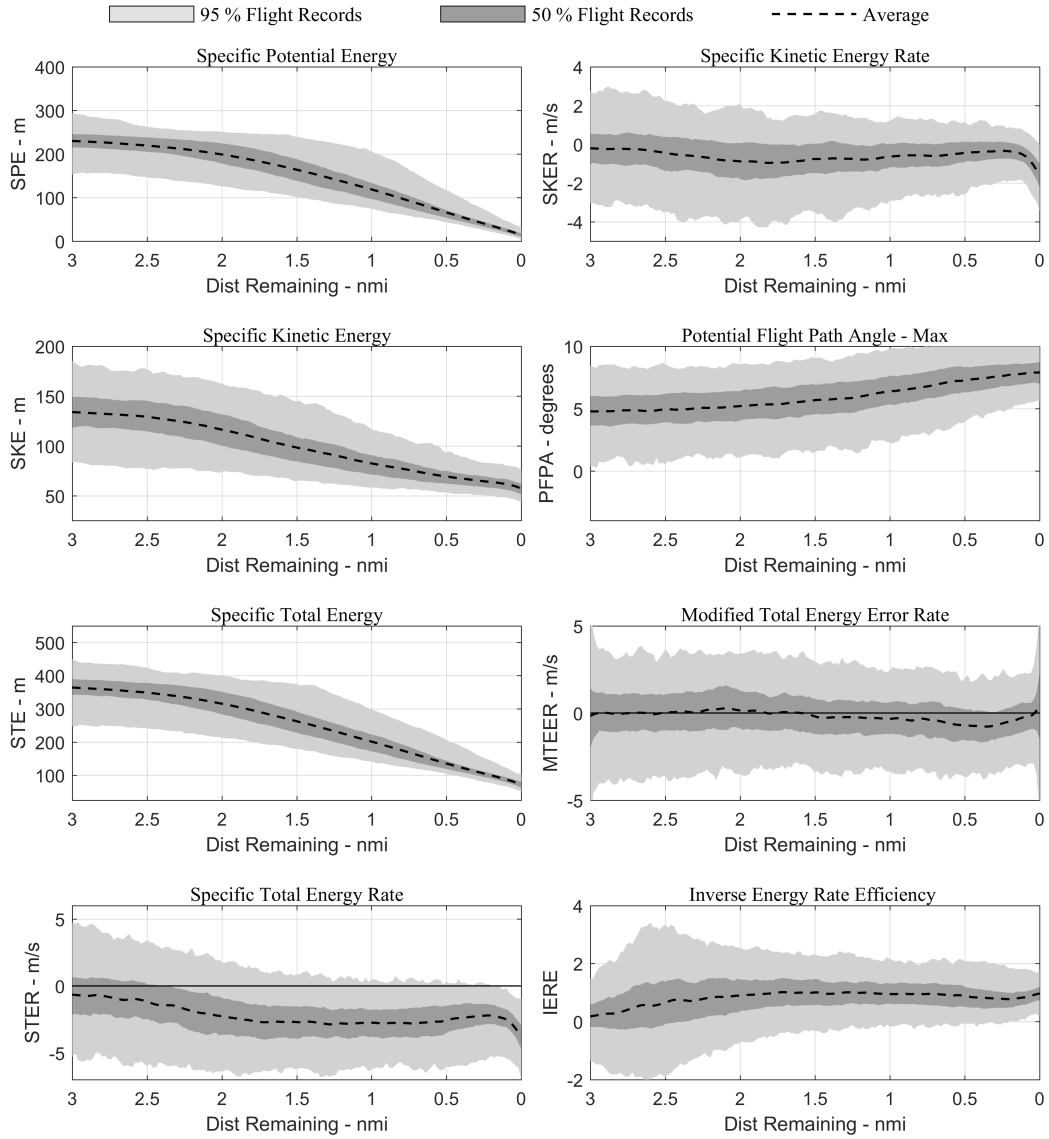 95 % Flight Records 50 % Flight Records Average
Specific Potential Energy
400
300
200
100
0
SPE - m
3 2.5 2 1.5 1 0.5 0
Dist Remaining - nmi
Specific Kinetic Energy Rate
4
2
0
-2
-4
SKER - m/s
3 2.5 2 1.5 1 0.5 0
Dist Remaining - nmi
Specific Kinetic Energy
200
150
100
50
SKE - m
3 2.5 2 1.5 1 0.5 0
Dist Remaining - nmi
Potential Flight Path Angle - Max
10
5
0
PFPA - degrees
3 2.5 2 1.5 1 0.5 0
Dist Remaining - nmi
Specific Total Energy
500
400
300
200
100
STE - m
3 2.5 2 1.5 1 0.5 0
Dist Remaining - nmi
Modified Total Energy Error Rate
5
0
-5
MTEER - m/s
3 2.5 2 1.5 1 0.5 0
Dist Remaining - nmi
Specific Total Energy Rate
5
0
-5
STER - m/s
3 2.5 2 1.5 1 0.5 0
Dist Remaining - nmi
Inverse Energy Rate Efficiency
4
2
0
-2
IERE
3 2.5 2 1.5 1 0.5 0
Dist Remaining - nmi